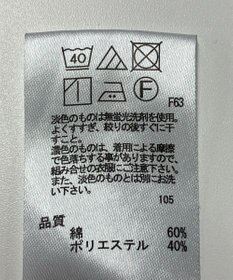 40
F
F63
淡色のものは無蛍光洗剤を使用。
よくすすぎ、絞りの後すぐに干
すこと。
濃色のものは、着用による摩擦
で色落ちする事がありますので、
組み合せの衣服にご注意下さい。
また、淡色のものとは別にお洗
い下さい。
105
品質
綿 60%
ポリエステル 40%